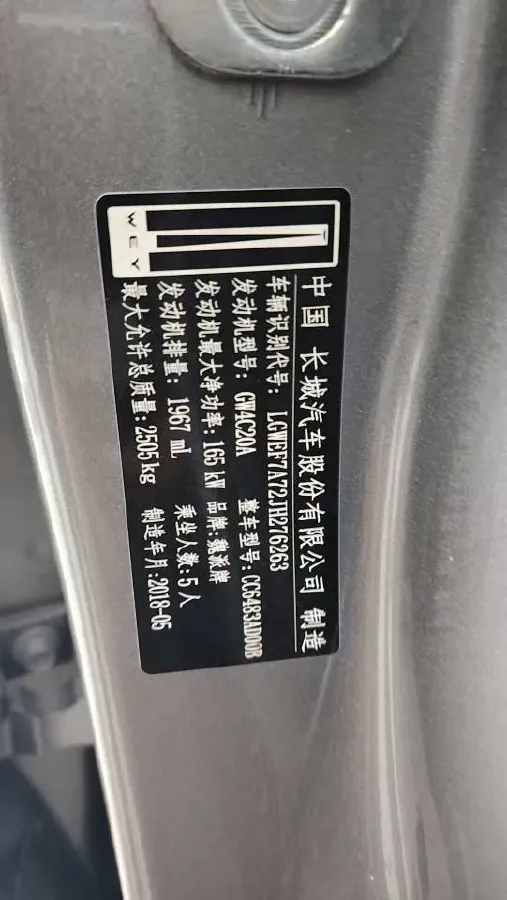 WEY
中国 长城汽车股份有限公司 制造
车辆识别代号: LGWEF7A72JH276263
发动机型号: GW4C20A 整车型号: CC6483AD00B
发动机最大净功率: 165 kW 品牌: 魏派牌
发动机排量: 1967 mL 乘坐人数: 5人
最大允许总质量: 2505kg 制造年月: 2018-05